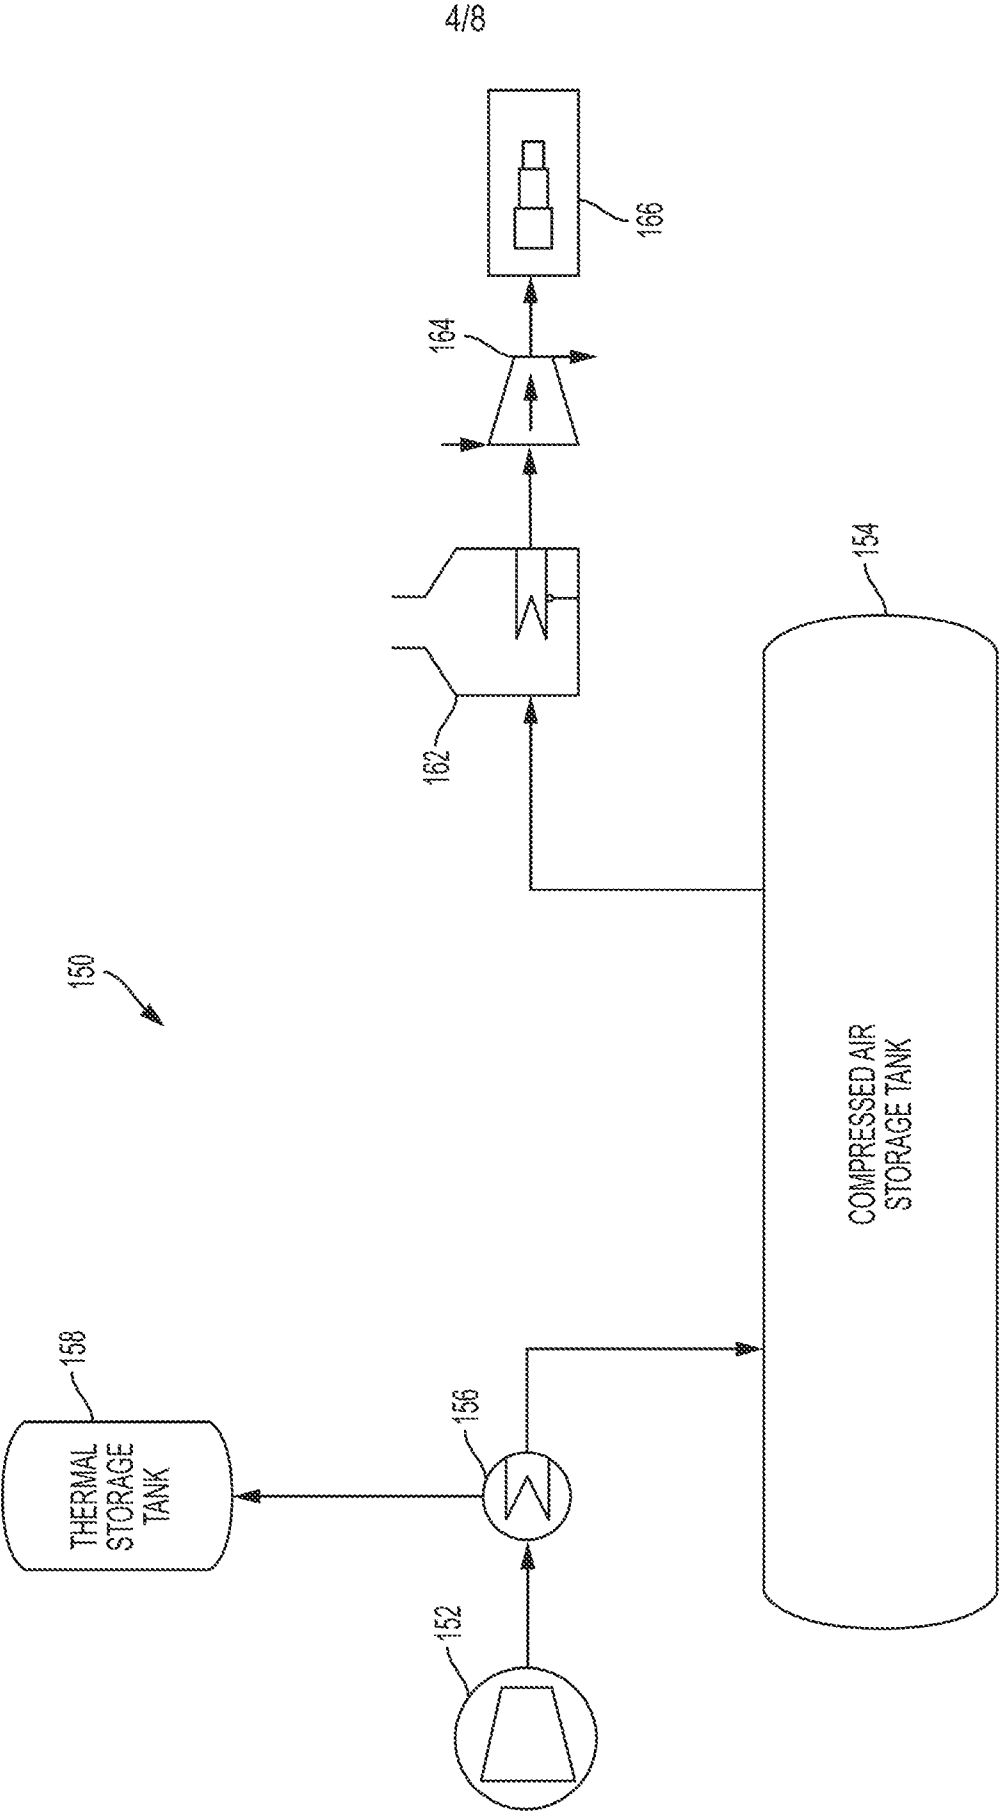 4/8
166
164
162
154
150
COMPRESSED AIR
STORAGE TANK
158
THERMAL
STORAGE
TANK
156
152